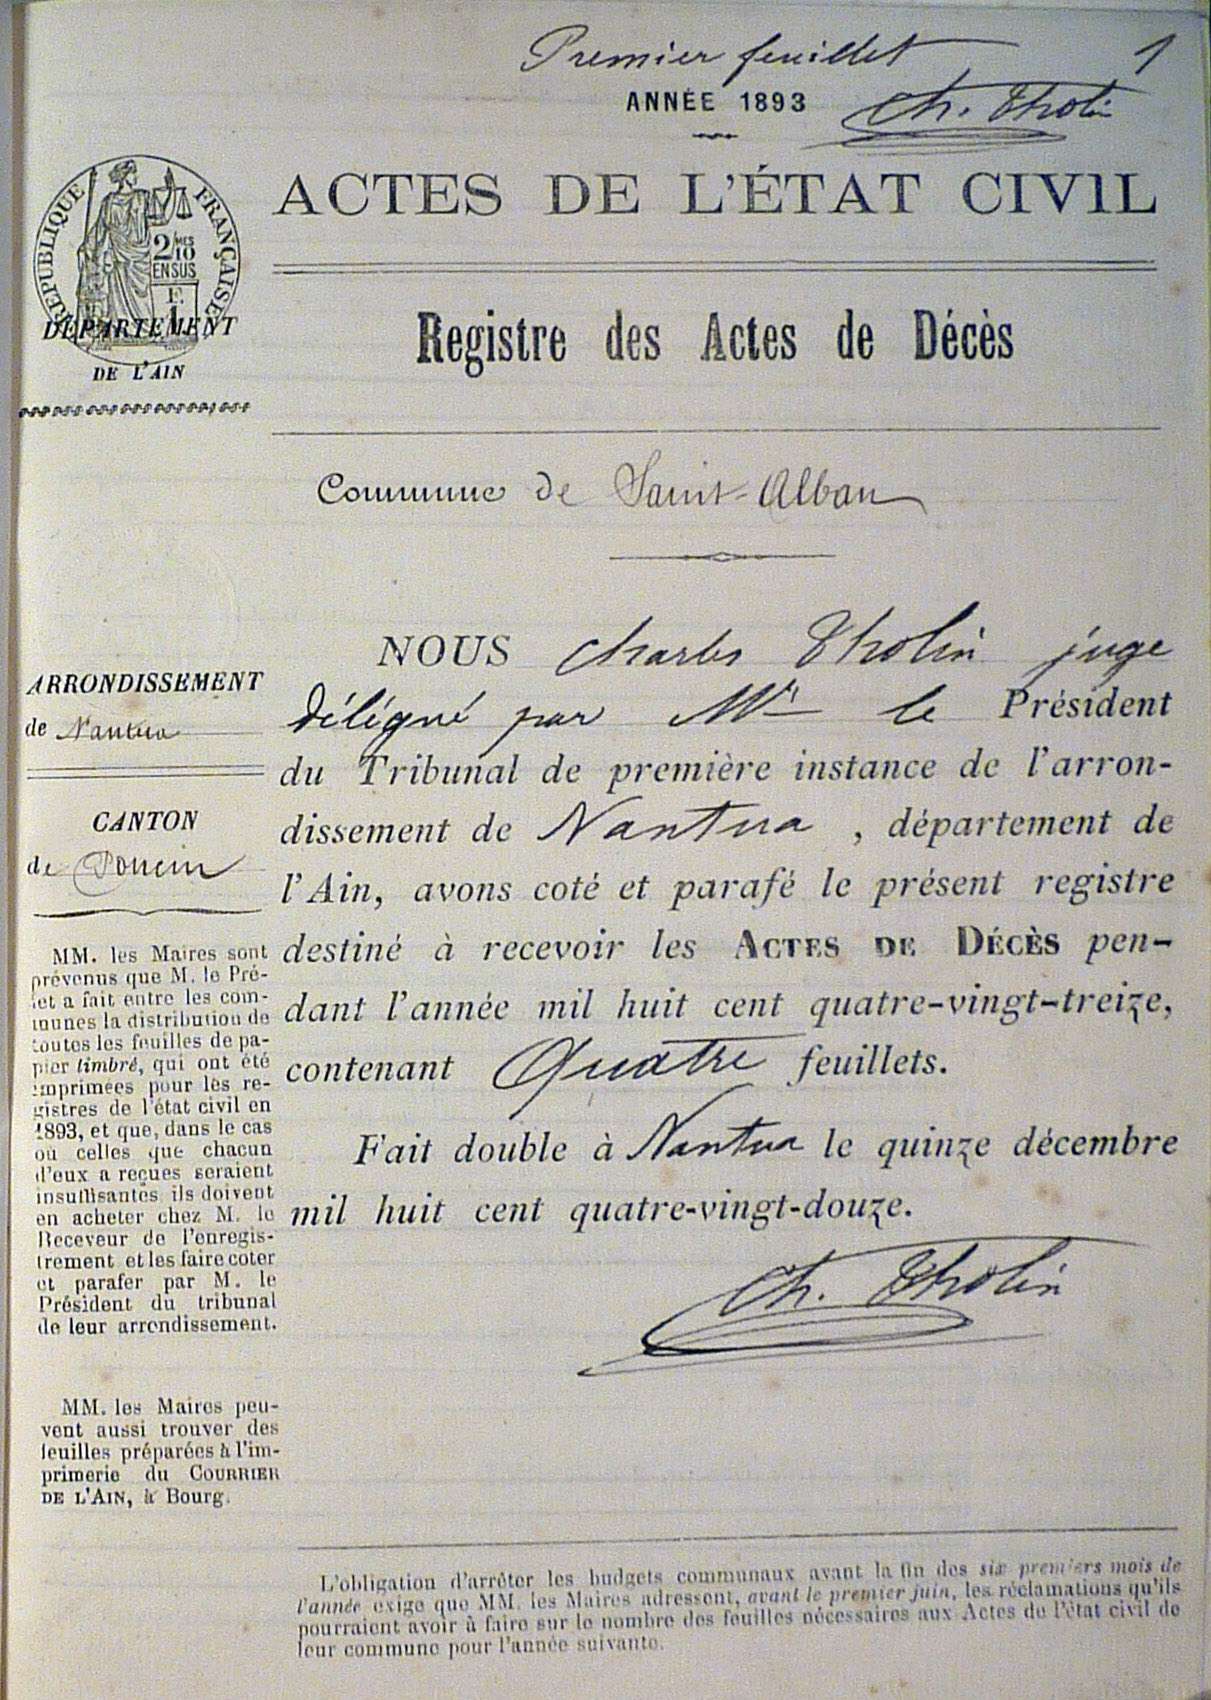 Premier feuillet 1
ANNÉE 1893 Ch. Tholin
ACTES DE L'ÉTAT CIVIL
RÉPUBLIQUE FRANÇAISE
2/10 MES
EN SUS
DÉPARTEMENT
DE L'AIN
Registre des Actes de Décès
Commune de Saint-Alban
ARRONDISSEMENT
de Nantua
CANTON
de Poncin
MM. les Maires sont
prévenus que M. le Pré-
fet a fait entre les com-
munes la distribution de
toutes les feuilles de pa-
pier timbré, qui ont été
imprimées pour les re-
gistres de l'état civil en
1893, et que, dans le cas
où celles que chacun
d'eux a reçues seraient
insuffisantes ils doivent
en acheter chez M. le
Receveur de l'enregis-
trement et les faire coter
et parafer par M. le
Président du tribunal
de leur arrondissement.
MM. les Maires peu-
vent aussi trouver des
feuilles préparées à l'im-
primerie du COURRIER
DE L'AIN, à Bourg.
NOUS Charles Tholin juge
délégué par Mr le Président
du Tribunal de première instance de l'arron-
dissement de Nantua, département de
l'Ain, avons coté et parafé le présent registre
destiné à recevoir les ACTES DE DÉCÈS pen-
dant l'année mil huit cent quatre-vingt-treize,
contenant Quatre feuillets.
Fait double à Nantua le quinze décembre
mil huit cent quatre-vingt-douze.
Ch. Tholin
L'obligation d'arrêter les budgets communaux avant la fin des six premiers mois de
l'année exige que MM. les Maires adressent, avant le premier juin, les réclamations qu'ils
pourraient avoir à faire sur le nombre des feuilles nécessaires aux Actes de l'état civil de
leur commune pour l'année suivante.